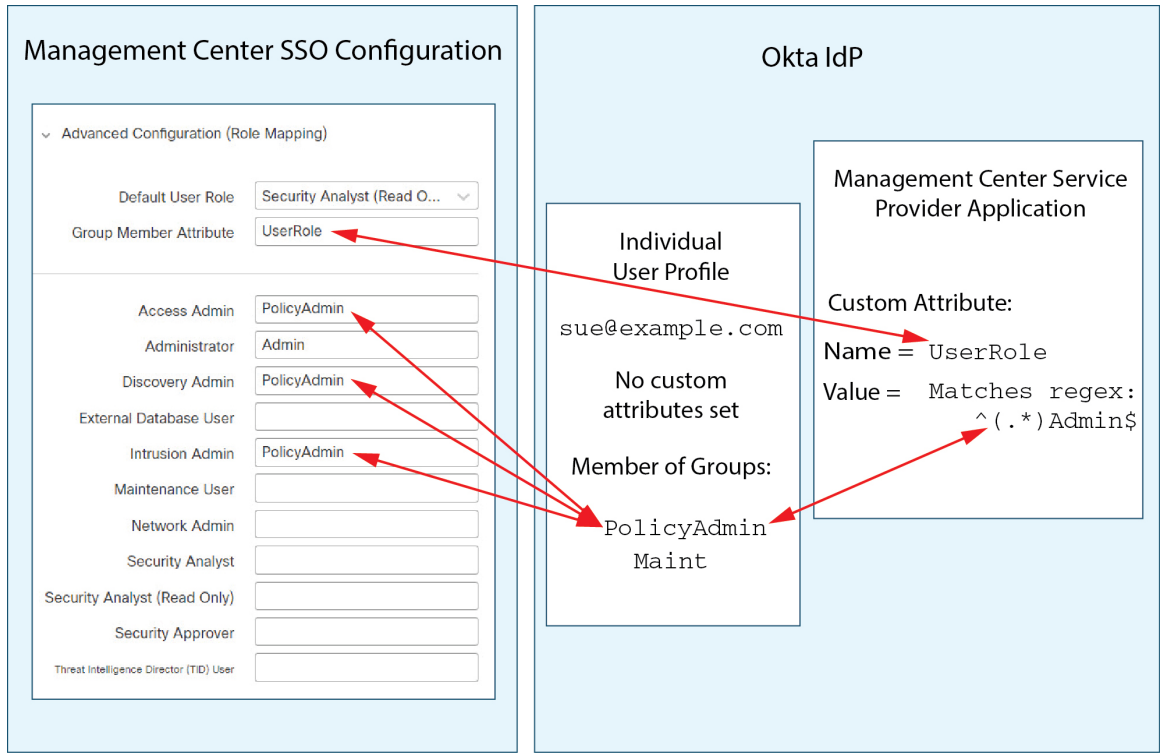 Management Center SSO Configuration
Advanced Configuration (Role Mapping)
Default User Role Security Analyst (Read O...
Group Member Attribute UserRole
Access Admin PolicyAdmin
Administrator Admin
Discovery Admin PolicyAdmin
External Database User
Intrusion Admin PolicyAdmin
Maintenance User
Network Admin
Security Analyst
Security Analyst (Read Only)
Security Approver
Threat Intelligence Director (TID) User
Okta IdP
Individual
User Profile
sue@example.com
No custom
attributes set
Member of Groups:
PolicyAdmin
Maint
Management Center Service
Provider Application
Custom Attribute:
Name = UserRole
Value = Matches regex:
^(.*)Admin$